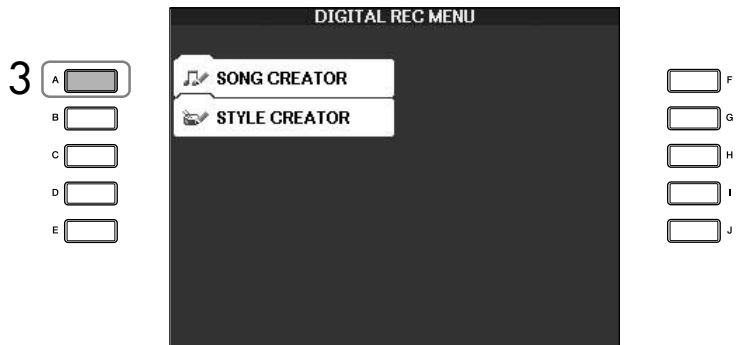 DIGITAL REC MENU
3 A SONG CREATOR F
B STYLE CREATOR G
C H
D I
E J